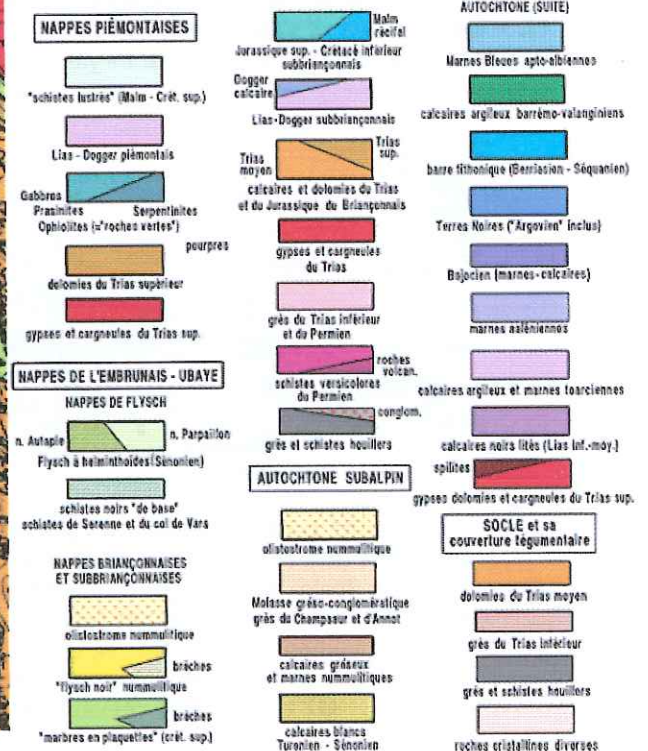 NAPPES PIÉMONTAISES
"schistes lustrés" (Malm - Crét. sup.)
Lias - Dogger piémontais
Gabbros
Prasinites Serpentinites
Ophiolites (="roches vertes")
pourpres
dolomies du Trias supérieur
gypses et cargneules du Trias sup.
NAPPES DE L'EMBRUNAIS - UBAYE
NAPPES DE FLYSCH
n. Autapie n. Parpaillon
Flysch à helminthoïdes (Sénonien)
schistes noirs "de base"
schistes de Serenne et du col de Vars
NAPPES BRIANÇONNAISES
ET SUBBRIANÇONNAISES
olistostrome nummulitique
brèches
"flysch noir" nummulitique
brèches
"marbres en plaquettes" (crét. sup.)
Malm
récifal
Jurassique sup. - Crétacé inférieur
subbriançonnais
Dogger
calcaire
Lias-Dogger subbriançonnais
Trias
moyen
Trias
sup.
calcaires et dolomies du Trias
et du Jurassique du Briançonnais
gypses et cargneules
du Trias
grès du Trias inférieur
et du Permien
roches
volcan.
schistes versicolores
du Permien
conglom.
grès et schistes houillers
AUTOCHTONE SUBALPIN
olistostrome nummulitique
Molasse gréso-conglomératique
grès du Champsaur et d'Annot
calcaires gréseux
et marnes nummulitiques
calcaires blancs
Turonien - Sénonien
AUTOCHTONE (SUITE)
Marnes Bleues apto-albiennes
calcaires argileux barrémo-valanginiens
barre tithonique (Berriasien - Séquanien)
Terres Noires ("Argovien" inclus)
Bajocien (marnes-calcaires)
marnes aaléniennes
calcaires argileux et marnes toarciennes
calcaires noirs lités (Lias inf.-moy.)
spilites
gypses dolomies et cargneules du Trias sup.
SOCLE et sa
couverture tégumentaire
dolomies du Trias moyen
grès du Trias inférieur
grès et schistes houillers
roches cristallines diverses